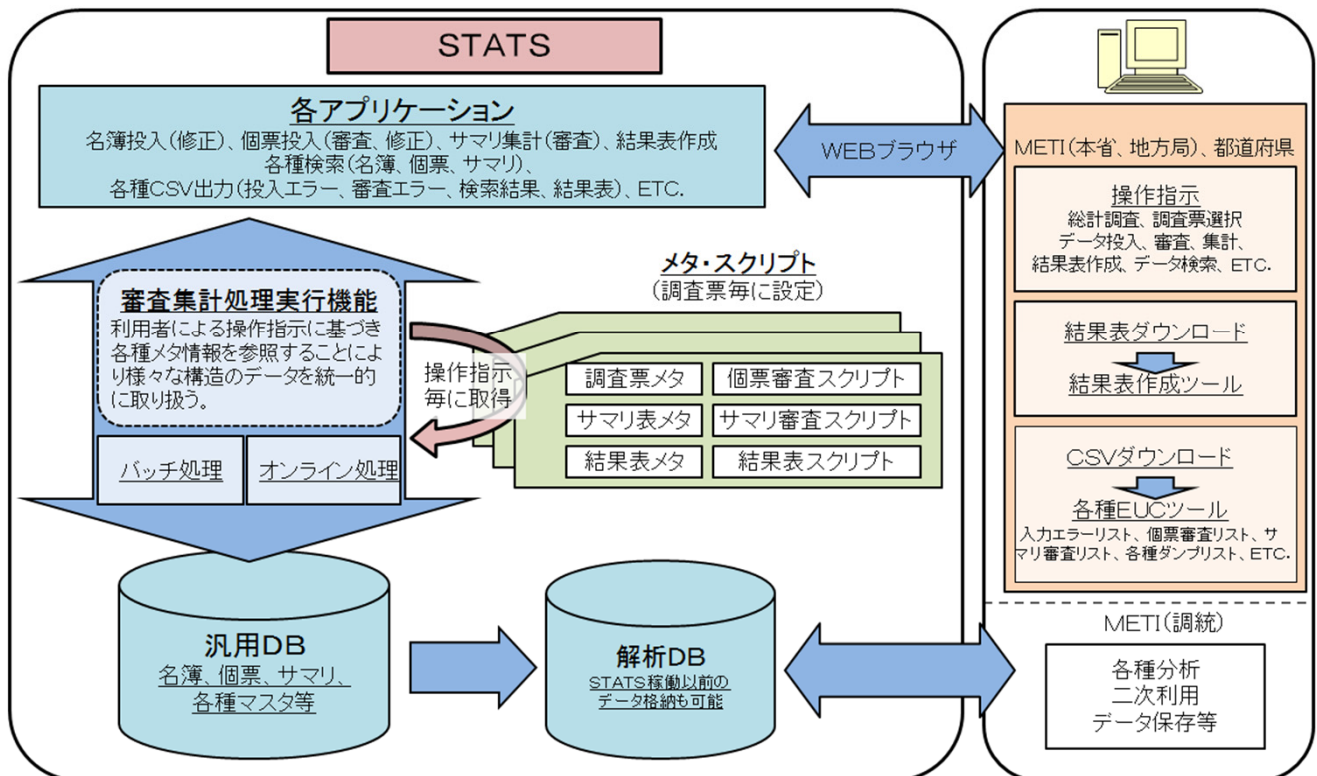 STATS
各アプリケーション
名簿投入(修正)、個票投入(審査、修正)、サマリ集計(審査)、結果表作成
各種検索(名簿、個票、サマリ)、
各種CSV出力(投入エラー、審査エラー、検索結果、結果表)、ETC.
WEBブラウザ
審査集計処理実行機能
利用者による操作指示に基づき
各種メタ情報を参照することによ
り様々な構造のデータを統一的
に取り扱う。
バッチ処理
オンライン処理
操作指示
毎に取得
メタ・スクリプト
(調査票毎に設定)
調査票メタ
個票審査スクリプト
サマリ表メタ
サマリ審査スクリプト
結果表メタ
結果表スクリプト
汎用DB
名簿、個票、サマリ、
各種マスタ等
解析DB
STATS稼働以前の
データ格納も可能
METI(本省、地方局)、都道府県
操作指示
総計調査、調査票選択
データ投入、審査、集計、
結果表作成、データ検索、ETC.
結果表ダウンロード
結果表作成ツール
CSVダウンロード
各種EUCツール
入力エラーリスト、個票審査リスト、サ
マリ審査リスト、各種ダンプリスト、ETC.
METI(調統)
各種分析
二次利用
データ保存等